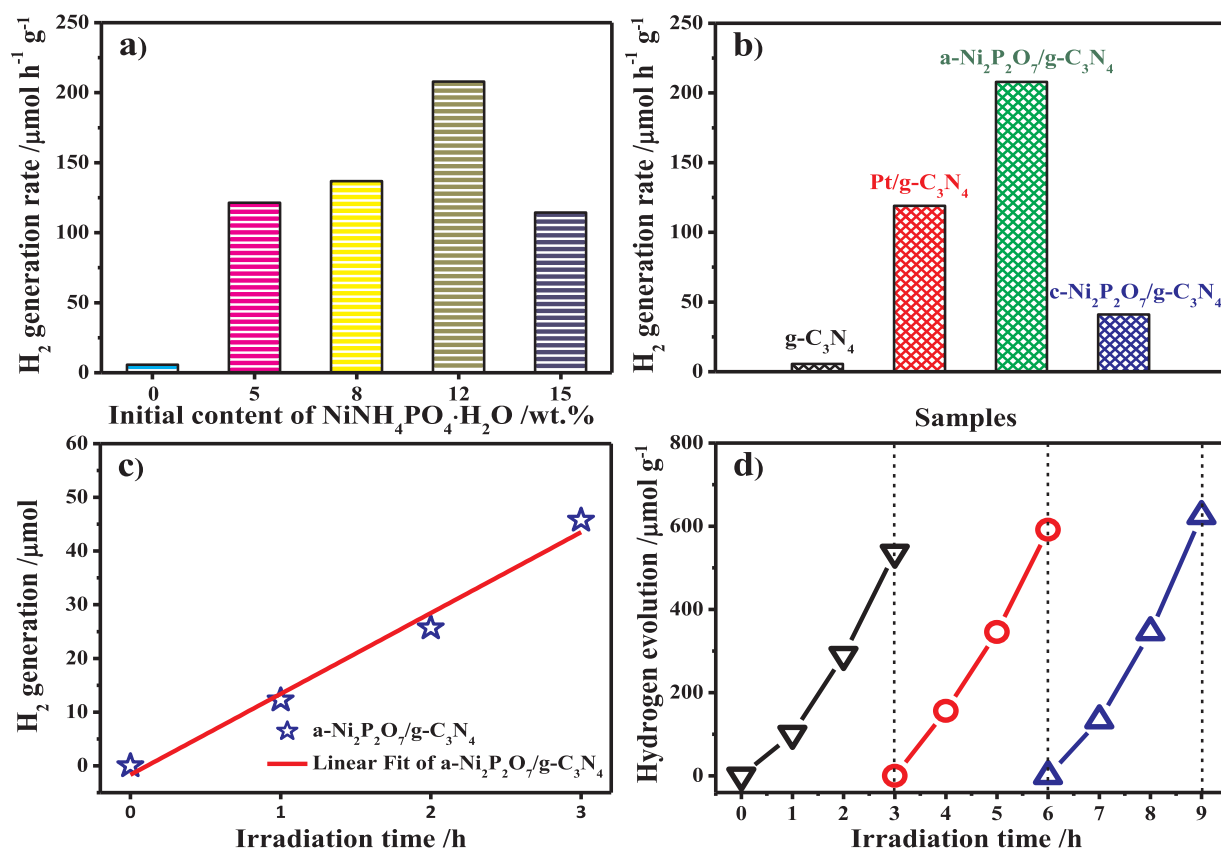 a)
H₂ generation rate /μmol h⁻¹ g⁻¹
250
200
150
100
50
0
0 5 8 12 15
Initial content of NiNH₄PO₄·H₂O /wt.%
b)
H₂ generation rate /μmol h⁻¹ g⁻¹
250
200
150
100
50
0
g-C₃N₄
Pt/g-C₃N₄
a-Ni₂P₂O₇/g-C₃N₄
c-Ni₂P₂O₇/g-C₃N₄
Samples
c)
H₂ generation /μmol
60
50
40
30
20
10
0
a-Ni₂P₂O₇/g-C₃N₄
Linear Fit of a-Ni₂P₂O₇/g-C₃N₄
0 1 2 3
Irradiation time /h
d)
Hydrogen evolution /μmol g⁻¹
800
600
400
200
0
0 1 2 3 4 5 6 7 8 9
Irradiation time /h